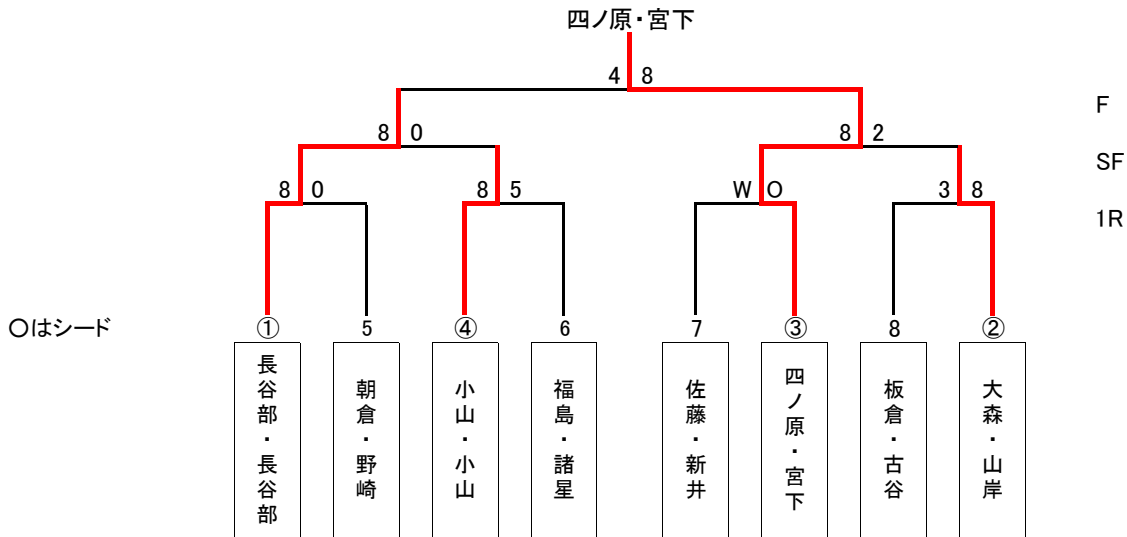 四ノ原・宮下
4 8
F
8 0
8 2
SF
8 0
8 5
W O
3 8
1R
○はシード
① 5 ④ 6 7 ③ 8 ②
長谷部・長谷部
朝倉・野崎
小山・小山
福島・諸星
佐藤・新井
四ノ原・宮下
板倉・古谷
大森・山岸